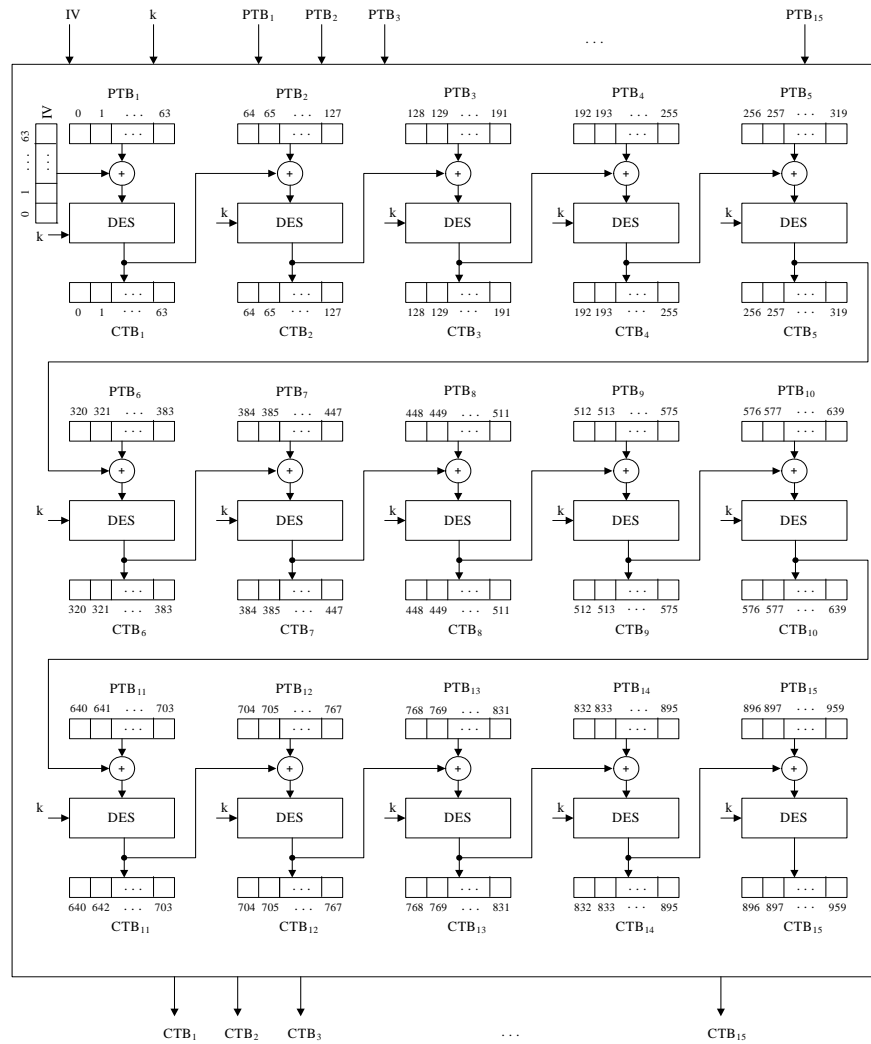 IV k PTB₁ PTB₂ PTB₃ . . . PTB₁₅
PTB₁ PTB₂ PTB₃ PTB₄ PTB₅
0 1 . . . 63 64 65 . . . 127 128 129 . . . 191 192 193 . . . 255 256 257 . . . 319
. . . . . . . . . . . . . . .
IV
0 1 . . . 63
. . .
+ + + + +
DES DES DES DES DES
k k k k k
. . . . . . . . . . . . . . .
0 1 . . . 63 64 65 . . . 127 128 129 . . . 191 192 193 . . . 255 256 257 . . . 319
CTB₁ CTB₂ CTB₃ CTB₄ CTB₅
PTB₆ PTB₇ PTB₈ PTB₉ PTB₁₀
320 321 . . . 383 384 385 . . . 447 448 449 . . . 511 512 513 . . . 575 576 577 . . . 639
. . . . . . . . . . . . . . .
+ + + + +
k DES k DES k DES k DES k DES
. . . . . . . . . . . . . . .
320 321 . . . 383 384 385 . . . 447 448 449 . . . 511 512 513 . . . 575 576 577 . . . 639
CTB₆ CTB₇ CTB₈ CTB₉ CTB₁₀
PTB₁₁ PTB₁₂ PTB₁₃ PTB₁₄ PTB₁₅
640 641 . . . 703 704 705 . . . 767 768 769 . . . 831 832 833 . . . 895 896 897 . . . 959
. . . . . . . . . . . . . . .
+ + + + +
k DES k DES k DES k DES k DES
. . . . . . . . . . . . . . .
640 642 . . . 703 704 705 . . . 767 768 769 . . . 831 832 833 . . . 895 896 897 . . . 959
CTB₁₁ CTB₁₂ CTB₁₃ CTB₁₄ CTB₁₅
CTB₁ CTB₂ CTB₃ . . . CTB₁₅